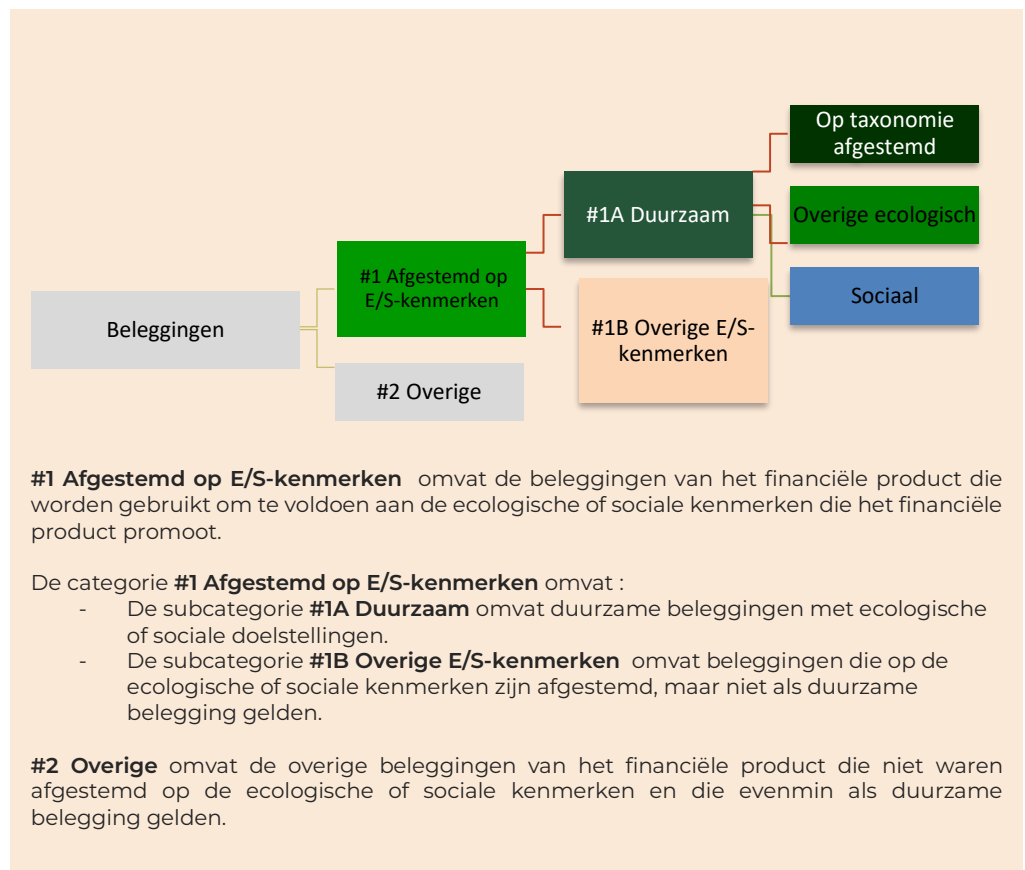 Op taxonomie
afgestemd
#1A Duurzaam
Overige ecologisch
#1 Afgestemd op
E/S-kenmerken
Sociaal
Beleggingen
#1B Overige E/S-
kenmerken
#2 Overige
#1 Afgestemd op E/S-kenmerken omvat de beleggingen van het financiële product die
worden gebruikt om te voldoen aan de ecologische of sociale kenmerken die het financiële
product promoot.
De categorie #1 Afgestemd op E/S-kenmerken omvat :
- De subcategorie #1A Duurzaam omvat duurzame beleggingen met ecologische
of sociale doelstellingen.
- De subcategorie #1B Overige E/S-kenmerken omvat beleggingen die op de
ecologische of sociale kenmerken zijn afgestemd, maar niet als duurzame
belegging gelden.
#2 Overige omvat de overige beleggingen van het financiële product die niet waren
afgestemd op de ecologische of sociale kenmerken en die evenmin als duurzame
belegging gelden.